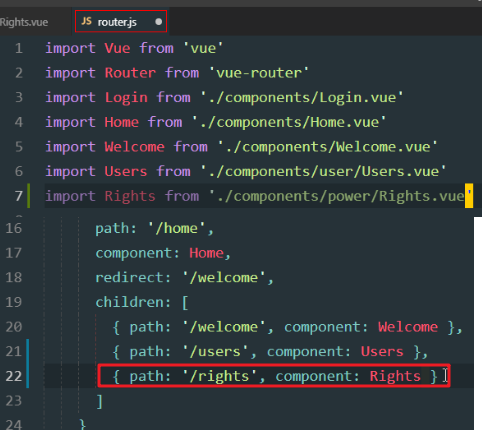 Rights.vue JS router.js
1 import Vue from 'vue'
2 import Router from 'vue-router'
3 import Login from './components/Login.vue'
4 import Home from './components/Home.vue'
5 import Welcome from './components/Welcome.vue'
6 import Users from './components/user/Users.vue'
7 import Rights from './components/power/Rights.vue'
16 path: '/home',
17 component: Home,
18 redirect: '/welcome',
19 children: [
20 { path: '/welcome', component: Welcome },
21 { path: '/users', component: Users },
22 { path: '/rights', component: Rights }
23 ]
24 }